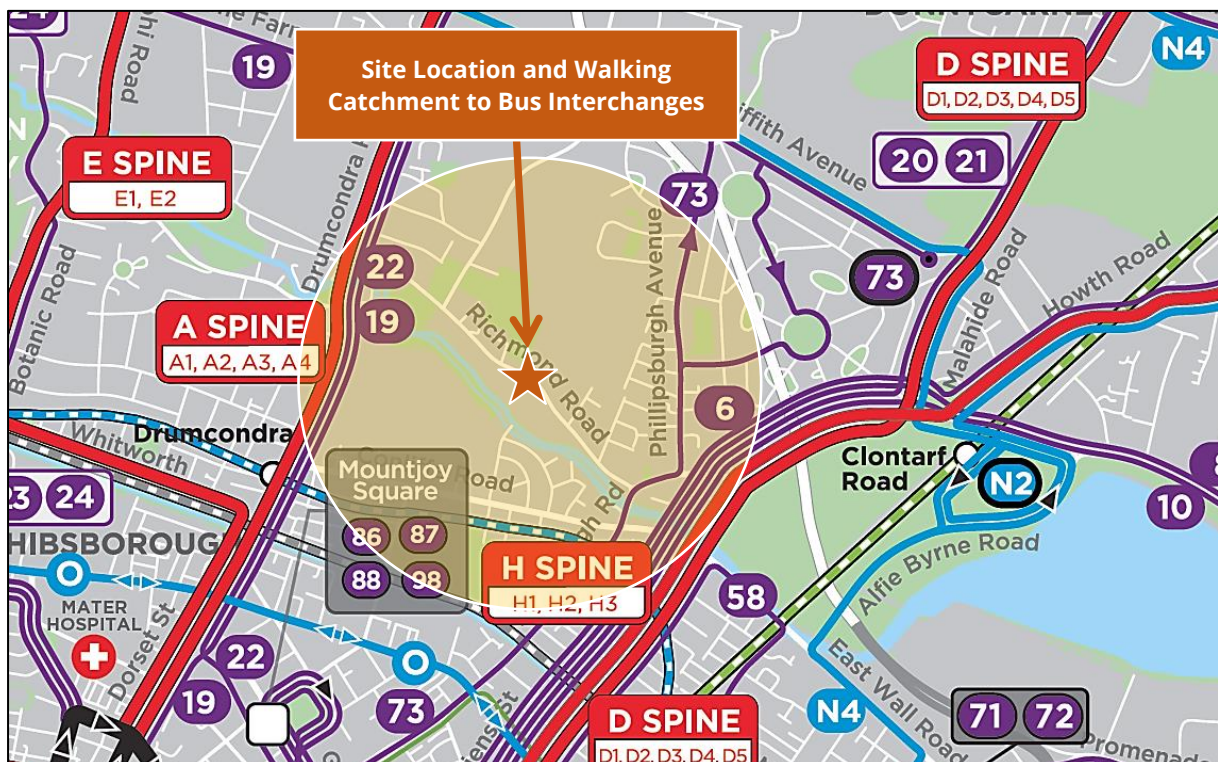 24
19
Site Location and Walking
Catchment to Bus Interchanges
D SPINE
D1, D2, D3, D4, D5
N4
E SPINE
E1, E2
Griffith Avenue
20 21
73
Phillipsburgh Avenue
Drumcondra
22
19
Botanic Road
A SPINE
A1, A2, A3, A4
Richmond Road
73
Malahide Road
Howth Road
6
Whitworth
Drumcondra
Road
Mountjoy
Square
86 87
88 98
Clontarf
Road
N2
10
23 24
HIBSBOROUG
O
MATER
HOSPITAL
H SPINE
H1, H2, H3
Alfie Byrne Road
58
Dorset St
22
19
O
73
East Wall Road
N4
71 72
D SPINE
D1, D2, D3, D4, D5
Promenade